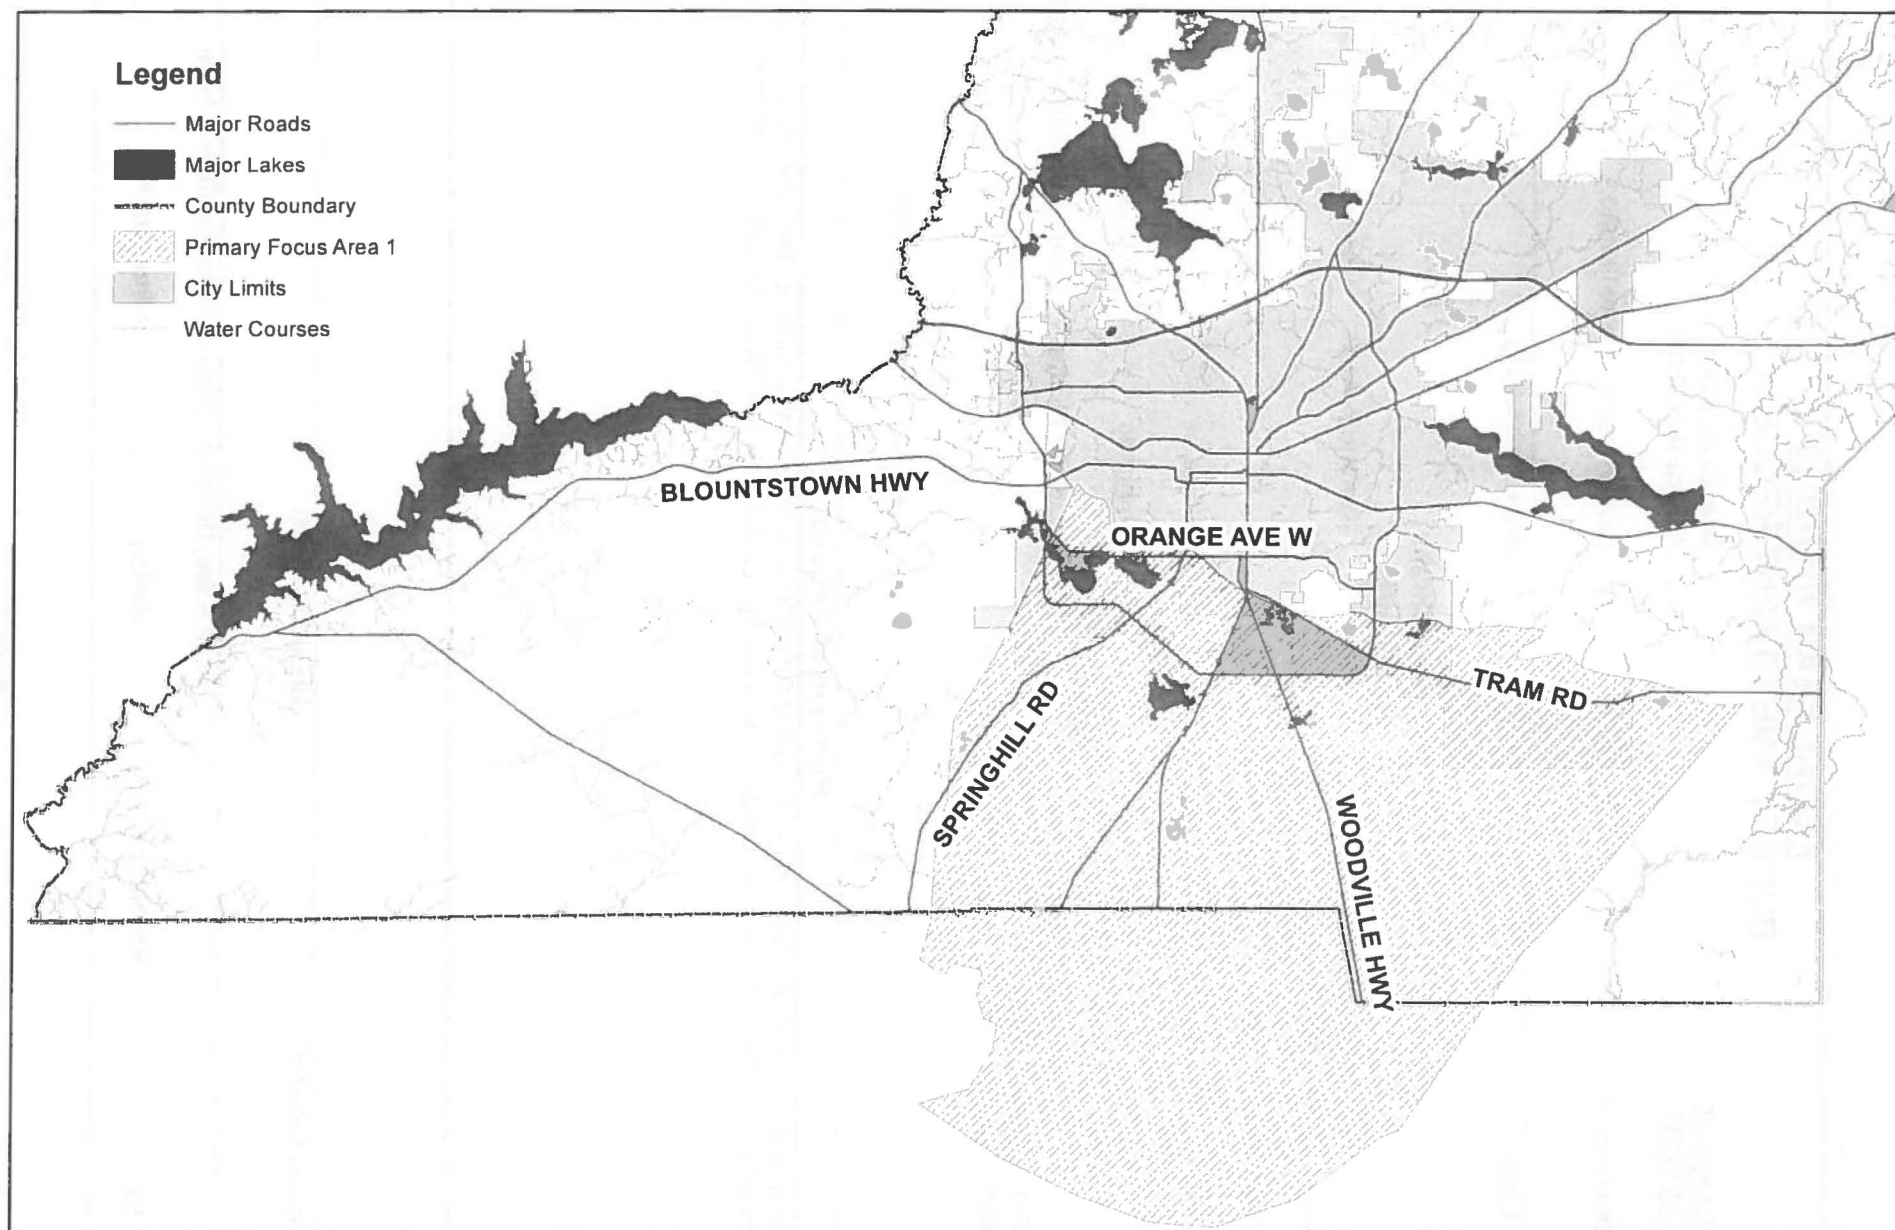 Legend
Major Roads
Major Lakes
County Boundary
Primary Focus Area 1
City Limits
Water Courses
BLOUNTSTOWN HWY
ORANGE AVE W
TRAM RD
SPRINGHILL RD
WOODVILLE HWY